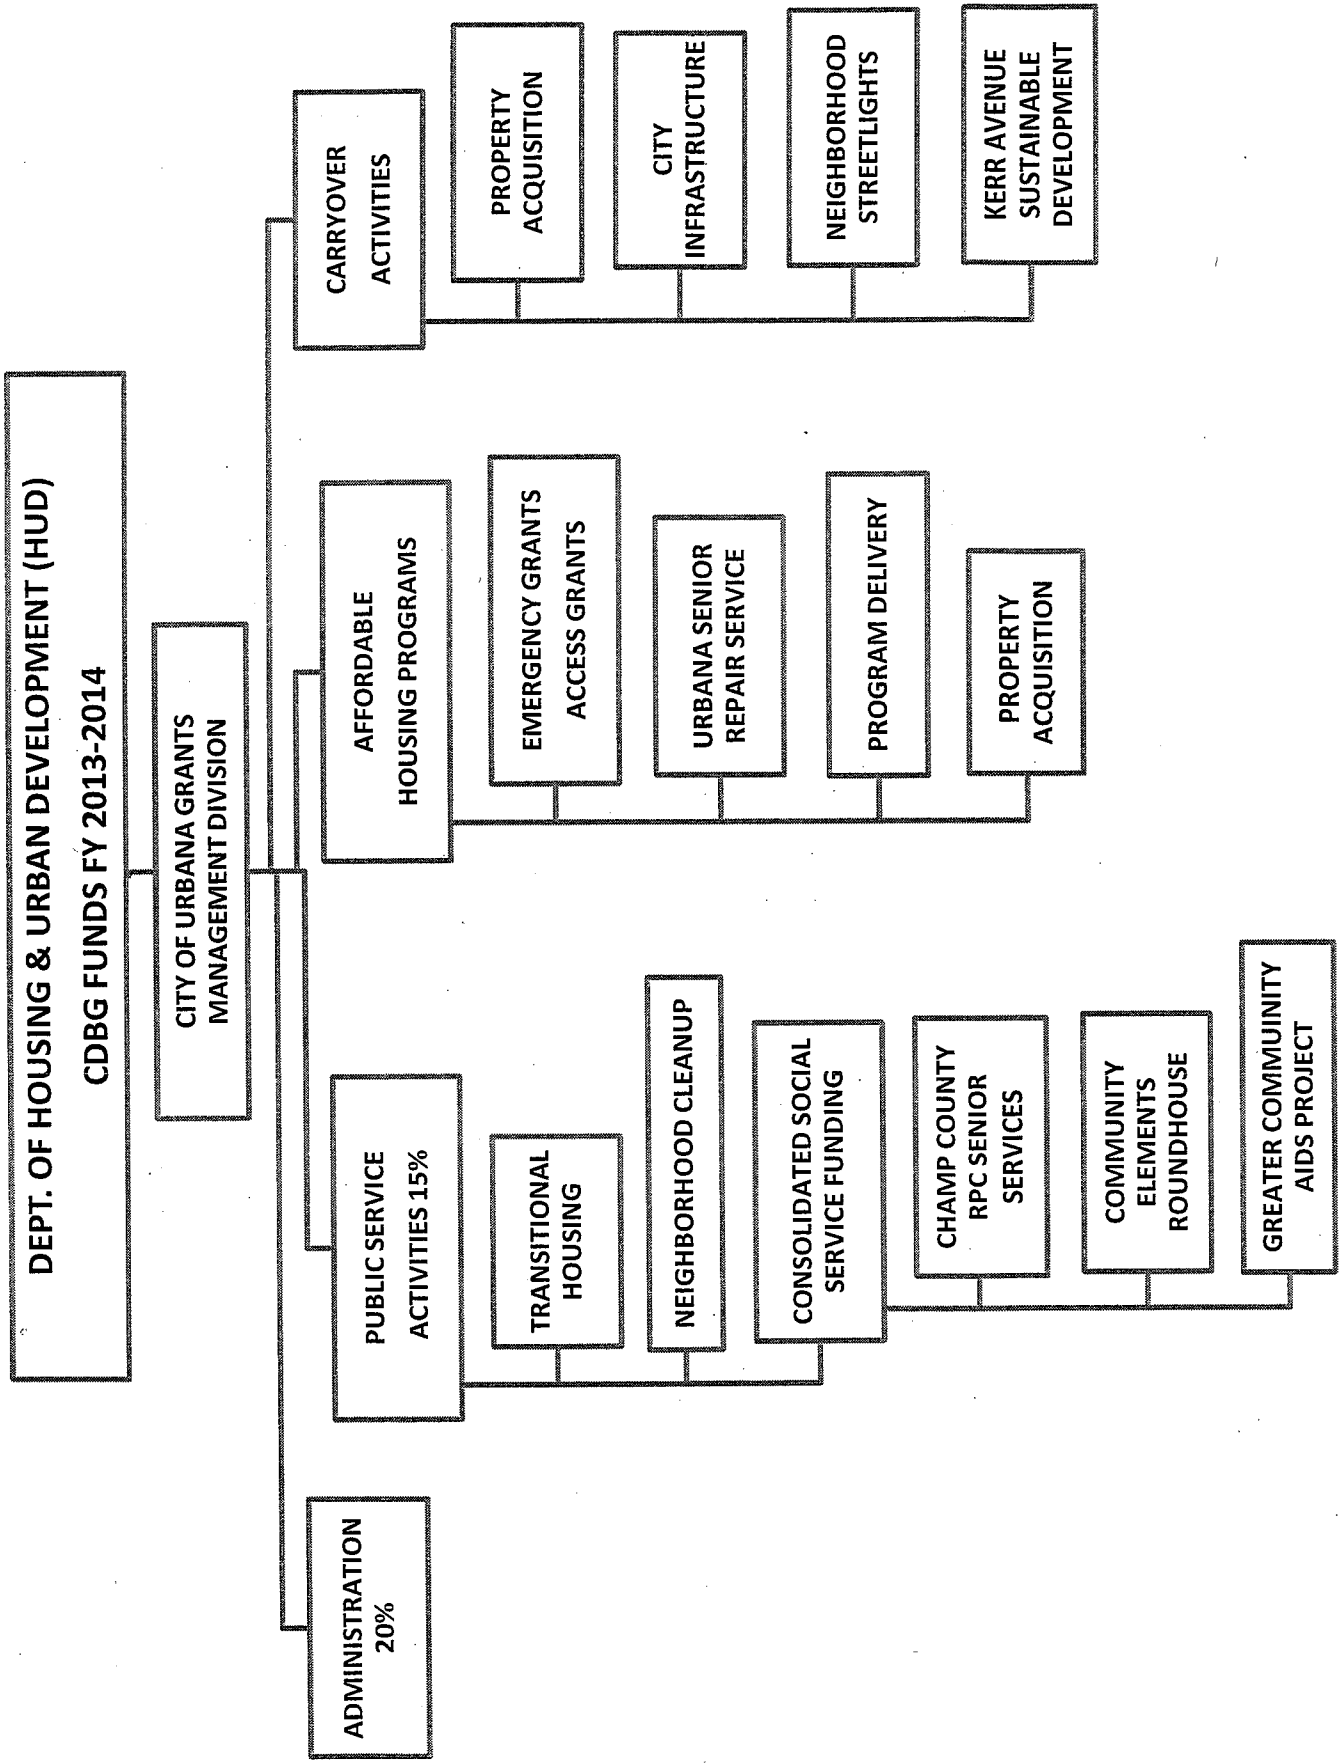 DEPT. OF HOUSING & URBAN DEVELOPMENT (HUD)
CDBG FUNDS FY 2013-2014
CITY OF URBANA GRANTS
MANAGEMENT DIVISION
ADMINISTRATION
20%
PUBLIC SERVICE
ACTIVITIES 15%
TRANSITIONAL
HOUSING
NEIGHBORHOOD CLEANUP
CONSOLIDATED SOCIAL
SERVICE FUNDING
CHAMP COUNTY
RPC SENIOR
SERVICES
COMMUNITY
ELEMENTS
ROUNDHOUSE
GREATER COMMUINITY
AIDS PROJECT
AFFORDABLE
HOUSING PROGRAMS
EMERGENCY GRANTS
ACCESS GRANTS
URBANA SENIOR
REPAIR SERVICE
PROGRAM DELIVERY
PROPERTY
ACQUISITION
CARRYOVER
ACTIVITIES
PROPERTY
ACQUISITION
CITY
INFRASTRUCTURE
NEIGHBORHOOD
STREETLIGHTS
KERR AVENUE
SUSTAINABLE
DEVELOPMENT